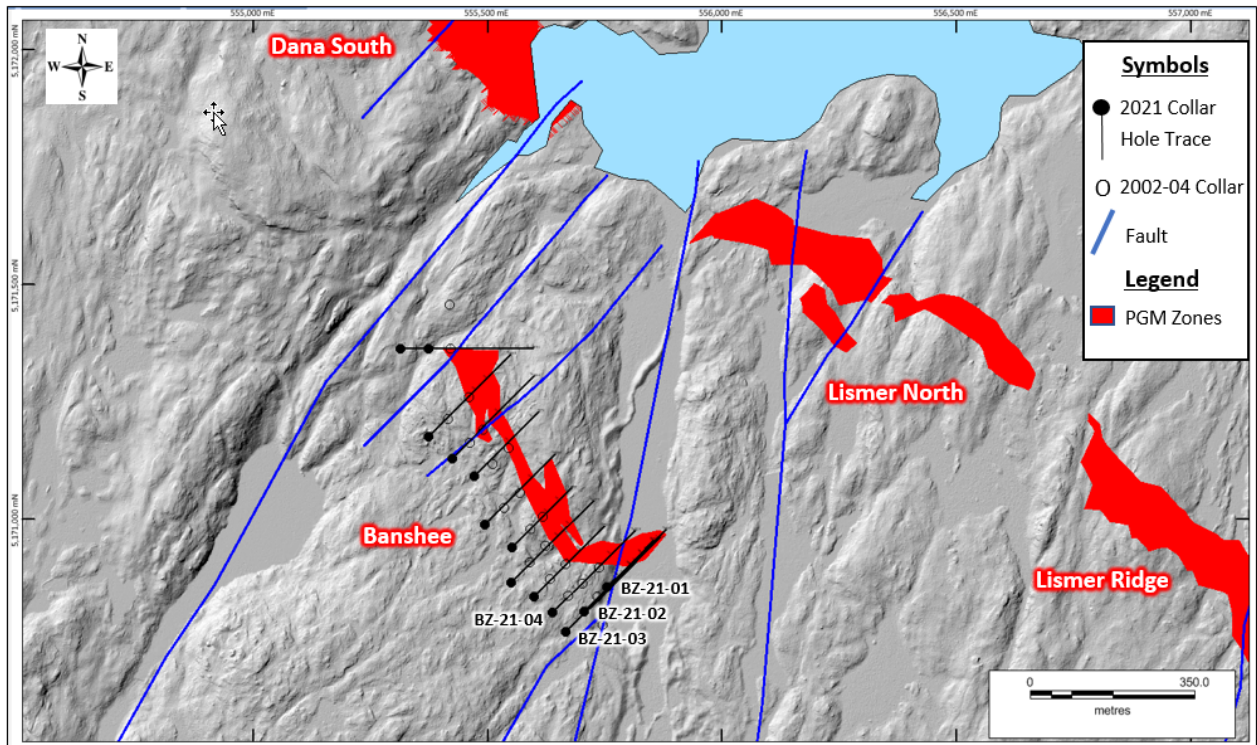 555,000 mE
555,500 mE
556,000 mE
556,500 mE
557,000 mE
5,172,000 mN
5,171,500 mN
5,171,000 mN
N
W E
S
Dana South
Symbols
2021 Collar
Hole Trace
2002-04 Collar
Fault
Legend
PGM Zones
Lismer North
Banshee
Lismer Ridge
BZ-21-01
BZ-21-02
BZ-21-04
BZ-21-03
0 350.0
metres